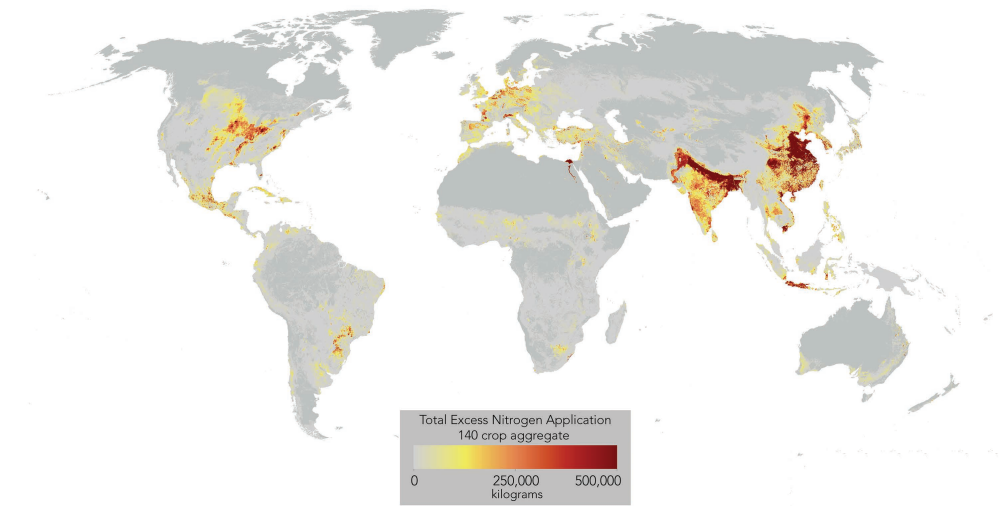 Total Excess Nitrogen Application
140 crop aggregate
0 250,000 500,000
kilograms